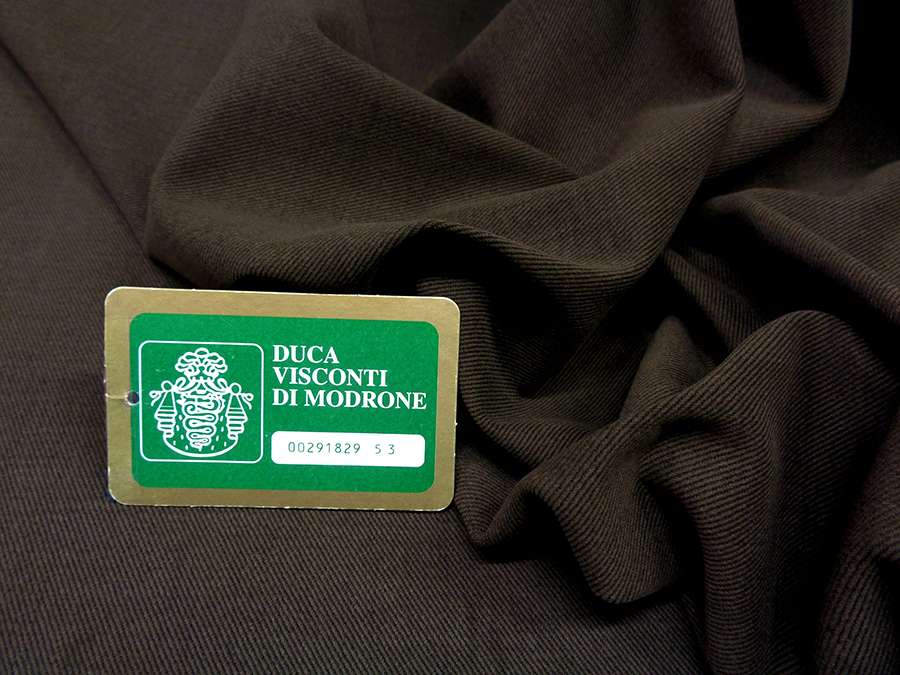 DUCA
VISCONTI
DI MODRONE
00291829 53